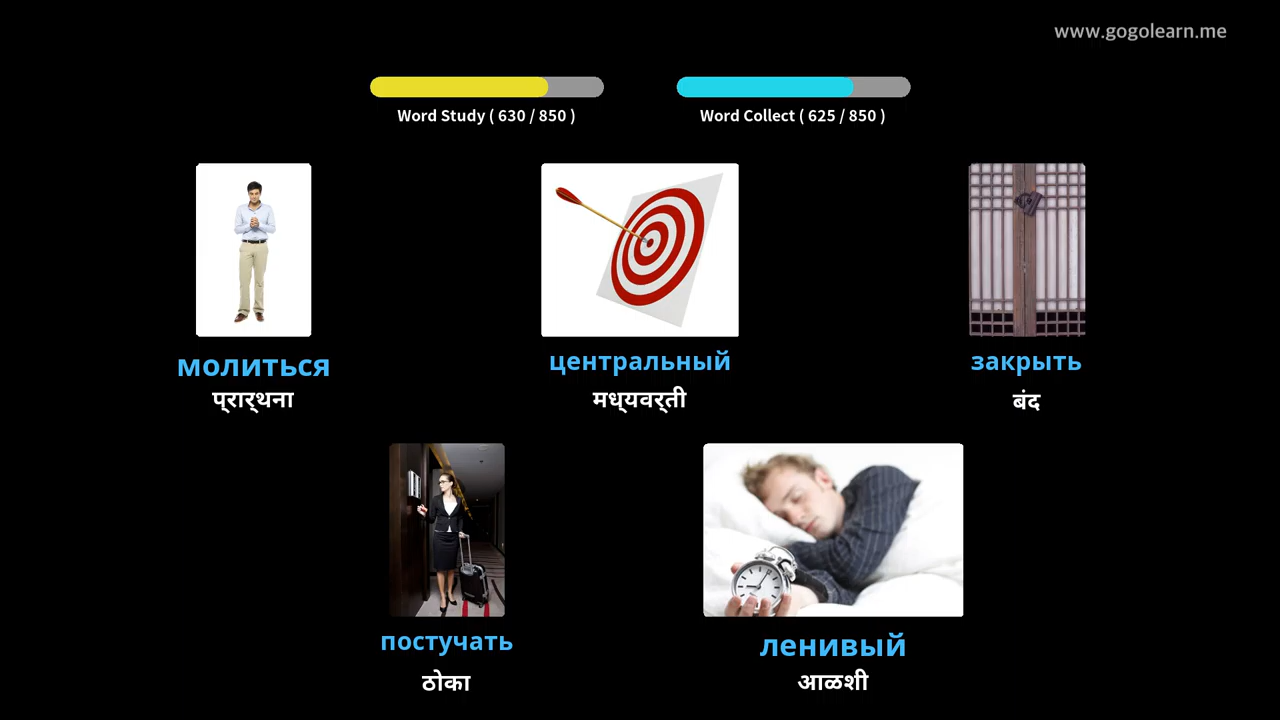 www.gogolearn.me
Word Study ( 630 / 850 )
Word Collect ( 625 / 850 )
молиться
центральный
закрыть
प्रार्थना
मध्यवर्ती
बंद
постучать
ленивый
ठोका
आळशी